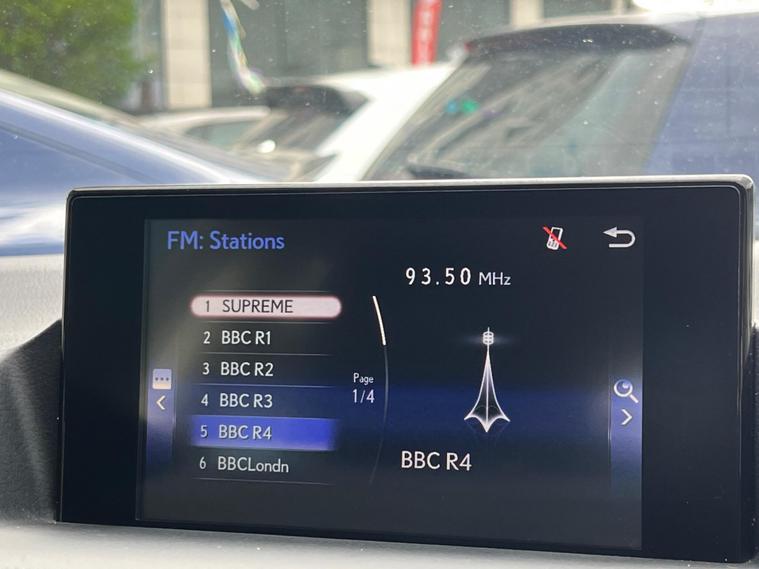 FM: Stations
93.50 MHz
1 SUPREME
2 BBC R1
3 BBC R2
4 BBC R3
5 BBC R4
6 BBCLondn
Page
1/4
BBC R4